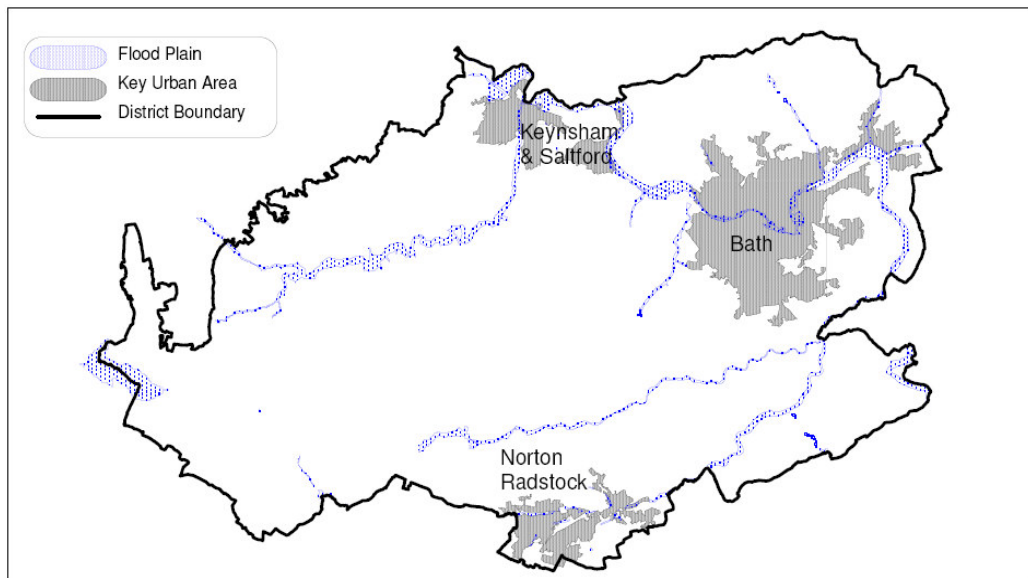 Flood Plain
Key Urban Area
District Boundary
Keynsham
& Saltford
Bath
Norton
Radstock